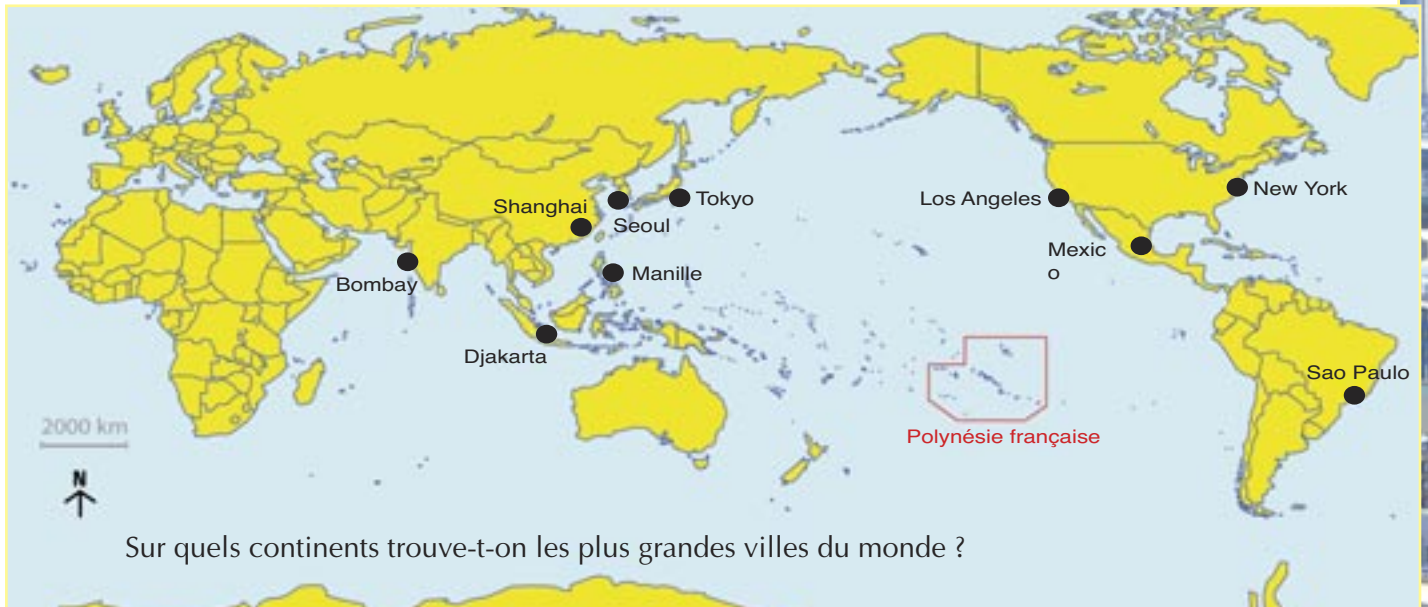 Shanghai
Seoul
Tokyo
Los Angeles
New York
Mexic
o
Bombay
Manille
Djakarta
Sao Paulo
Polynésie française
2000 km
N
Sur quels continents trouve-t-on les plus grandes villes du monde ?